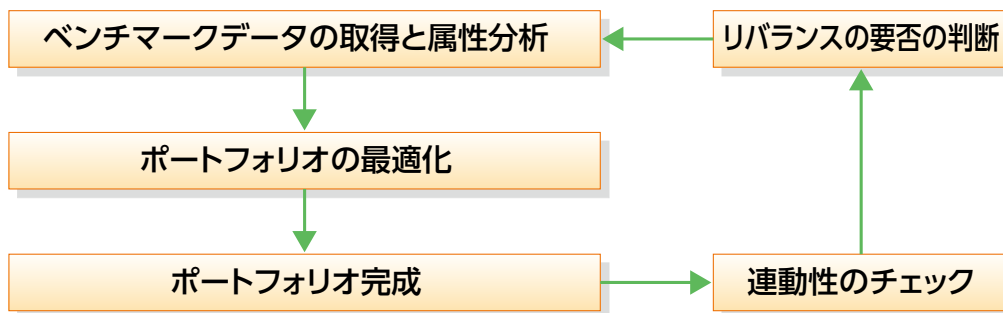 ベンチマークデータの取得と属性分析
リバランスの要否の判断
ポートフォリオの最適化
ポートフォリオ完成
連動性のチェック